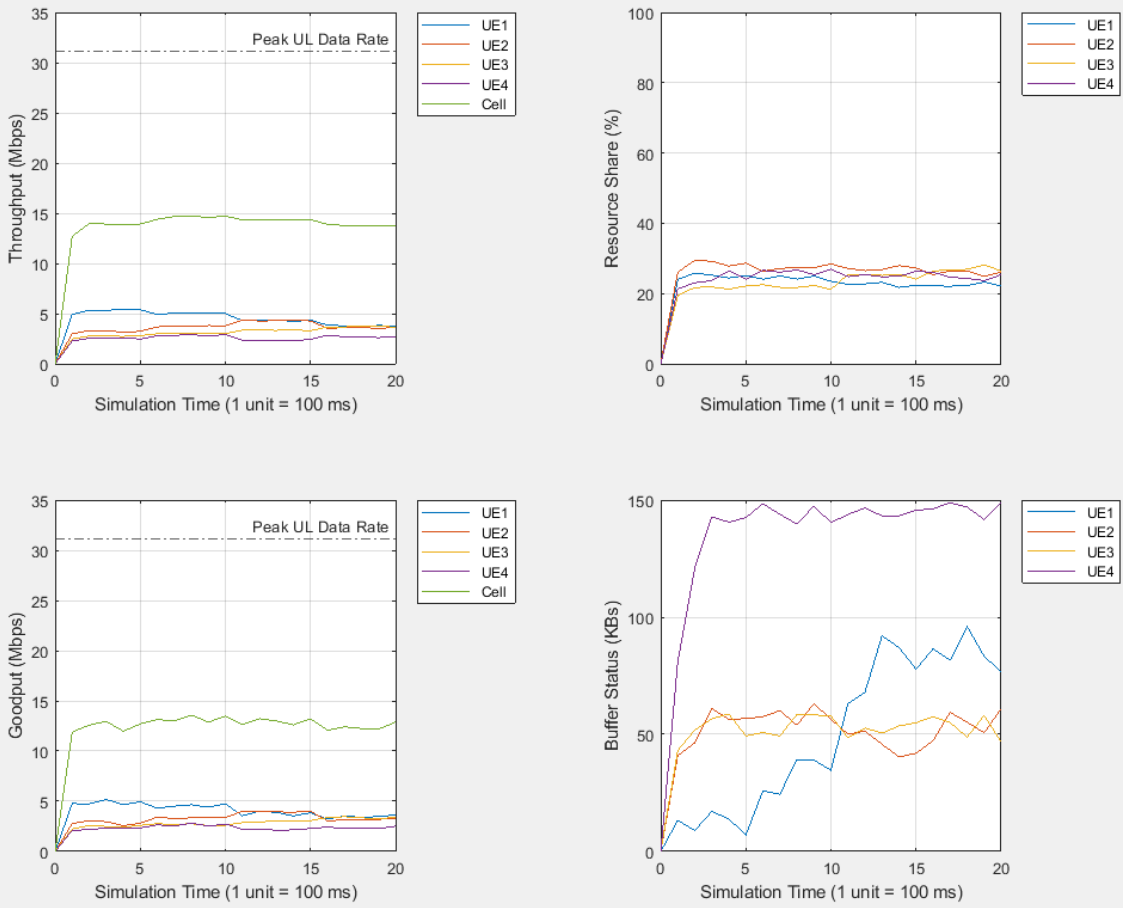 35
30
25
20
15
10
5
0
Throughput (Mbps)
Peak UL Data Rate
0 5 10 15 20
Simulation Time (1 unit = 100 ms)
UE1
UE2
UE3
UE4
Cell
100
80
60
40
20
0
Resource Share (%)
0 5 10 15 20
Simulation Time (1 unit = 100 ms)
UE1
UE2
UE3
UE4
35
30
25
20
15
10
5
0
Goodput (Mbps)
Peak UL Data Rate
0 5 10 15 20
Simulation Time (1 unit = 100 ms)
UE1
UE2
UE3
UE4
Cell
150
100
50
0
Buffer Status (KBs)
0 5 10 15 20
Simulation Time (1 unit = 100 ms)
UE1
UE2
UE3
UE4